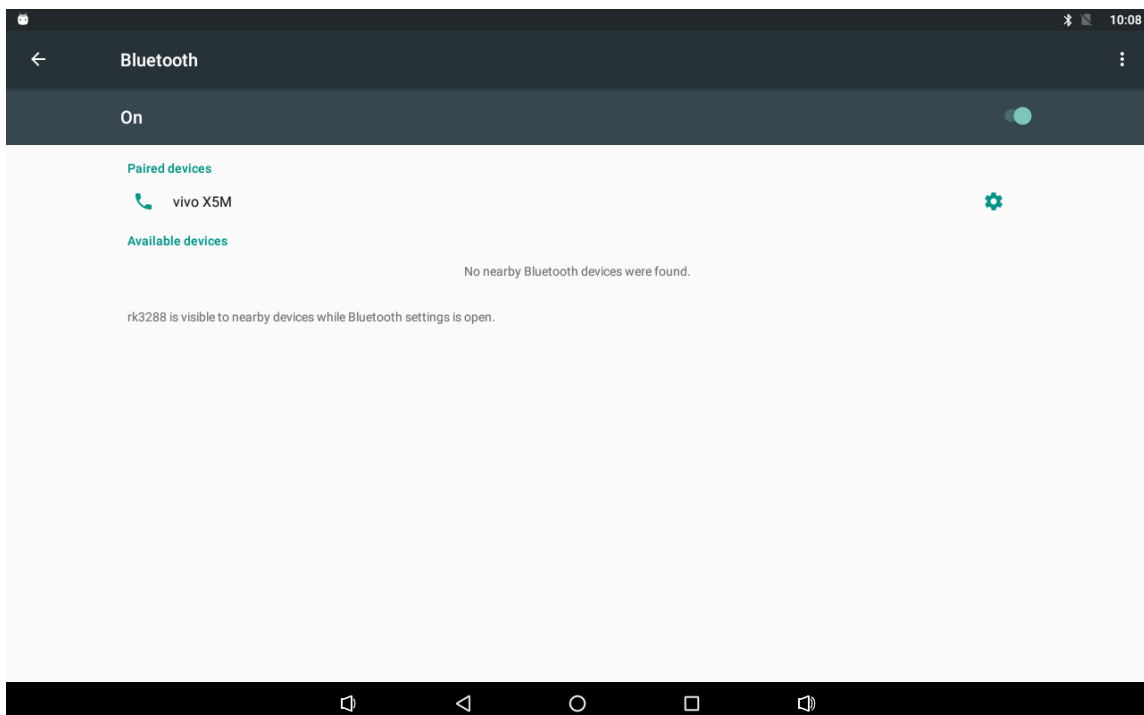 10:08
Bluetooth
On
Paired devices
vivo X5M
Available devices
No nearby Bluetooth devices were found.
rk3288 is visible to nearby devices while Bluetooth settings is open.